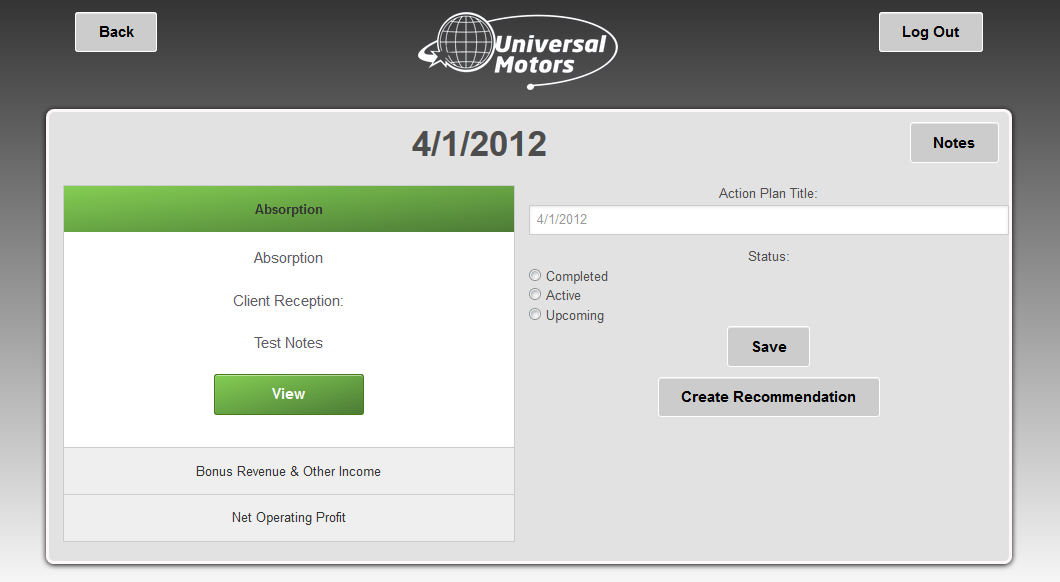 Back
Universal
Motors
Log Out
4/1/2012
Notes
Absorption
Absorption
Client Reception:
Test Notes
View
Bonus Revenue & Other Income
Net Operating Profit
Action Plan Title:
4/1/2012
Status:
Completed
Active
Upcoming
Save
Create Recommendation